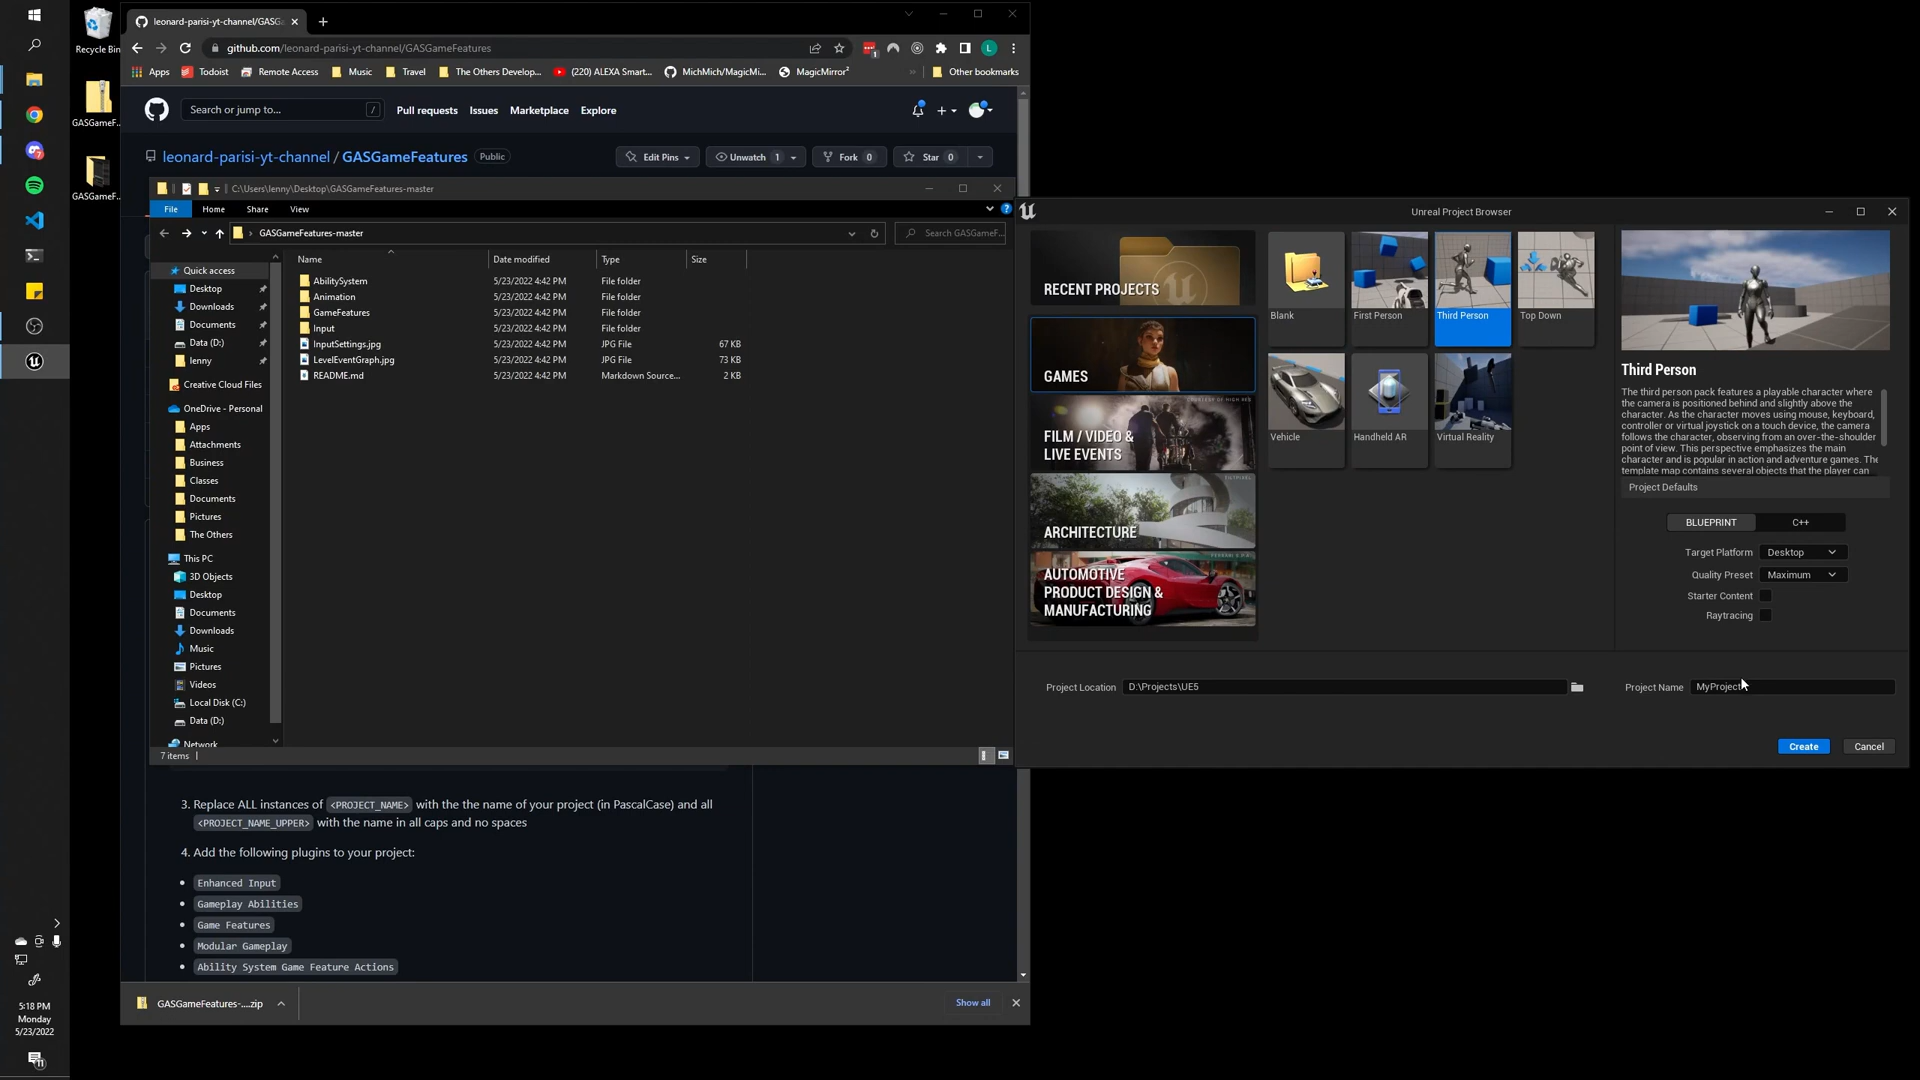 Recycle Bin
GASGameF...
GASGameF...
5:18 PM
Monday
5/23/2022
leonard-parisi-yt-channel/GASG
github.com/leonard-parisi-yt-channel/GASGameFeatures
Apps
Todoist
Remote Access
Music
Travel
The Others Develop...
(220) ALEXA Smart...
MichMich/MagicMi...
MagicMirror²
»
Other bookmarks
Search or jump to...
/
Pull requests
Issues
Marketplace
Explore
leonard-parisi-yt-channel / GASGameFeatures
Public
Edit Pins
Unwatch 1
Fork 0
Star 0
C:\Users\lenny\Desktop\GASGameFeatures-master
File
Home
Share
View
GASGameFeatures-master
Search GASGameF...
Quick access
Desktop
Downloads
Documents
Data (D:)
lenny
Creative Cloud Files
OneDrive - Personal
Apps
Attachments
Business
Classes
Documents
Pictures
The Others
This PC
3D Objects
Desktop
Documents
Downloads
Music
Pictures
Videos
Local Disk (C:)
Data (D:)
Network
Name Date modified Type Size
AbilitySystem 5/23/2022 4:42 PM File folder
Animation 5/23/2022 4:42 PM File folder
GameFeatures 5/23/2022 4:42 PM File folder
Input 5/23/2022 4:42 PM File folder
InputSettings.jpg 5/23/2022 4:42 PM JPG File 67 KB
LevelEventGraph.jpg 5/23/2022 4:42 PM JPG File 73 KB
README.md 5/23/2022 4:42 PM Markdown Source... 2 KB
7 items
3. Replace ALL instances of <PROJECT_NAME> with the the name of your project (in PascalCase) and all
<PROJECT_NAME_UPPER> with the name in all caps and no spaces
4. Add the following plugins to your project:
Enhanced Input
Gameplay Abilities
Game Features
Modular Gameplay
Ability System Game Feature Actions
GASGameFeatures-....zip
Show all
Unreal Project Browser
RECENT PROJECTS
GAMES
FILM / VIDEO &
LIVE EVENTS
ARCHITECTURE
AUTOMOTIVE
PRODUCT DESIGN &
MANUFACTURING
Blank
First Person
Third Person
Top Down
Vehicle
Handheld AR
Virtual Reality
Third Person
The third person pack features a playable character where
the camera is positioned behind and slightly above the
character. As the character moves using mouse, keyboard,
controller or virtual joystick on a touch device, the camera
follows the character, observing from an over-the-shoulder
point of view. This perspective emphasizes the main
character and is popular in action and adventure games. The
template map contains several objects that the player can
Project Defaults
BLUEPRINT
C++
Target Platform Desktop
Quality Preset Maximum
Starter Content
Raytracing
Project Location D:\Projects\UE5
Project Name MyProject
Create
Cancel